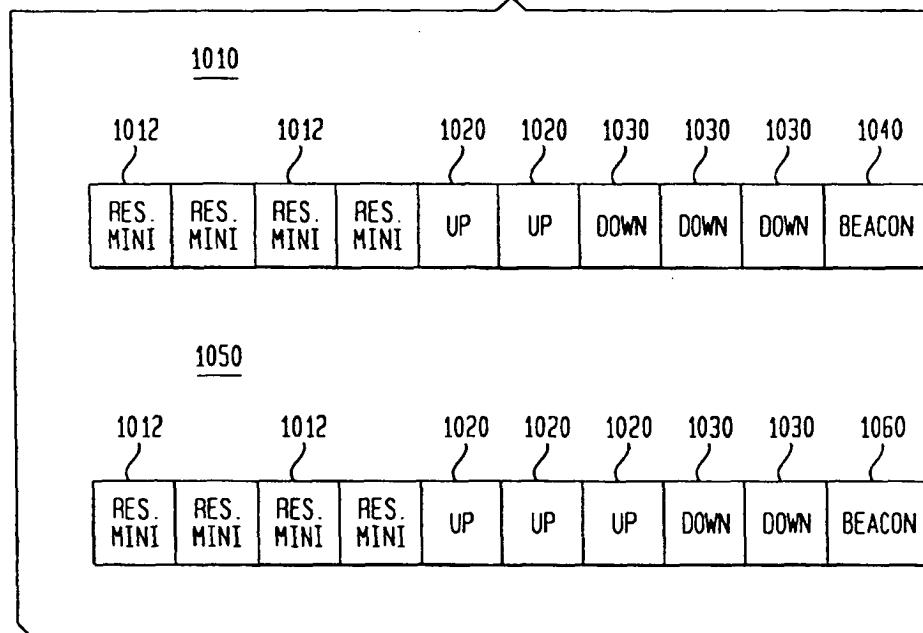 1010
1012 1012 1020 1020 1030 1030 1030 1040
RES. MINI RES. MINI RES. MINI RES. MINI UP UP DOWN DOWN DOWN BEACON
1050
1012 1012 1020 1020 1020 1030 1030 1060
RES. MINI RES. MINI RES. MINI RES. MINI UP UP UP DOWN DOWN BEACON